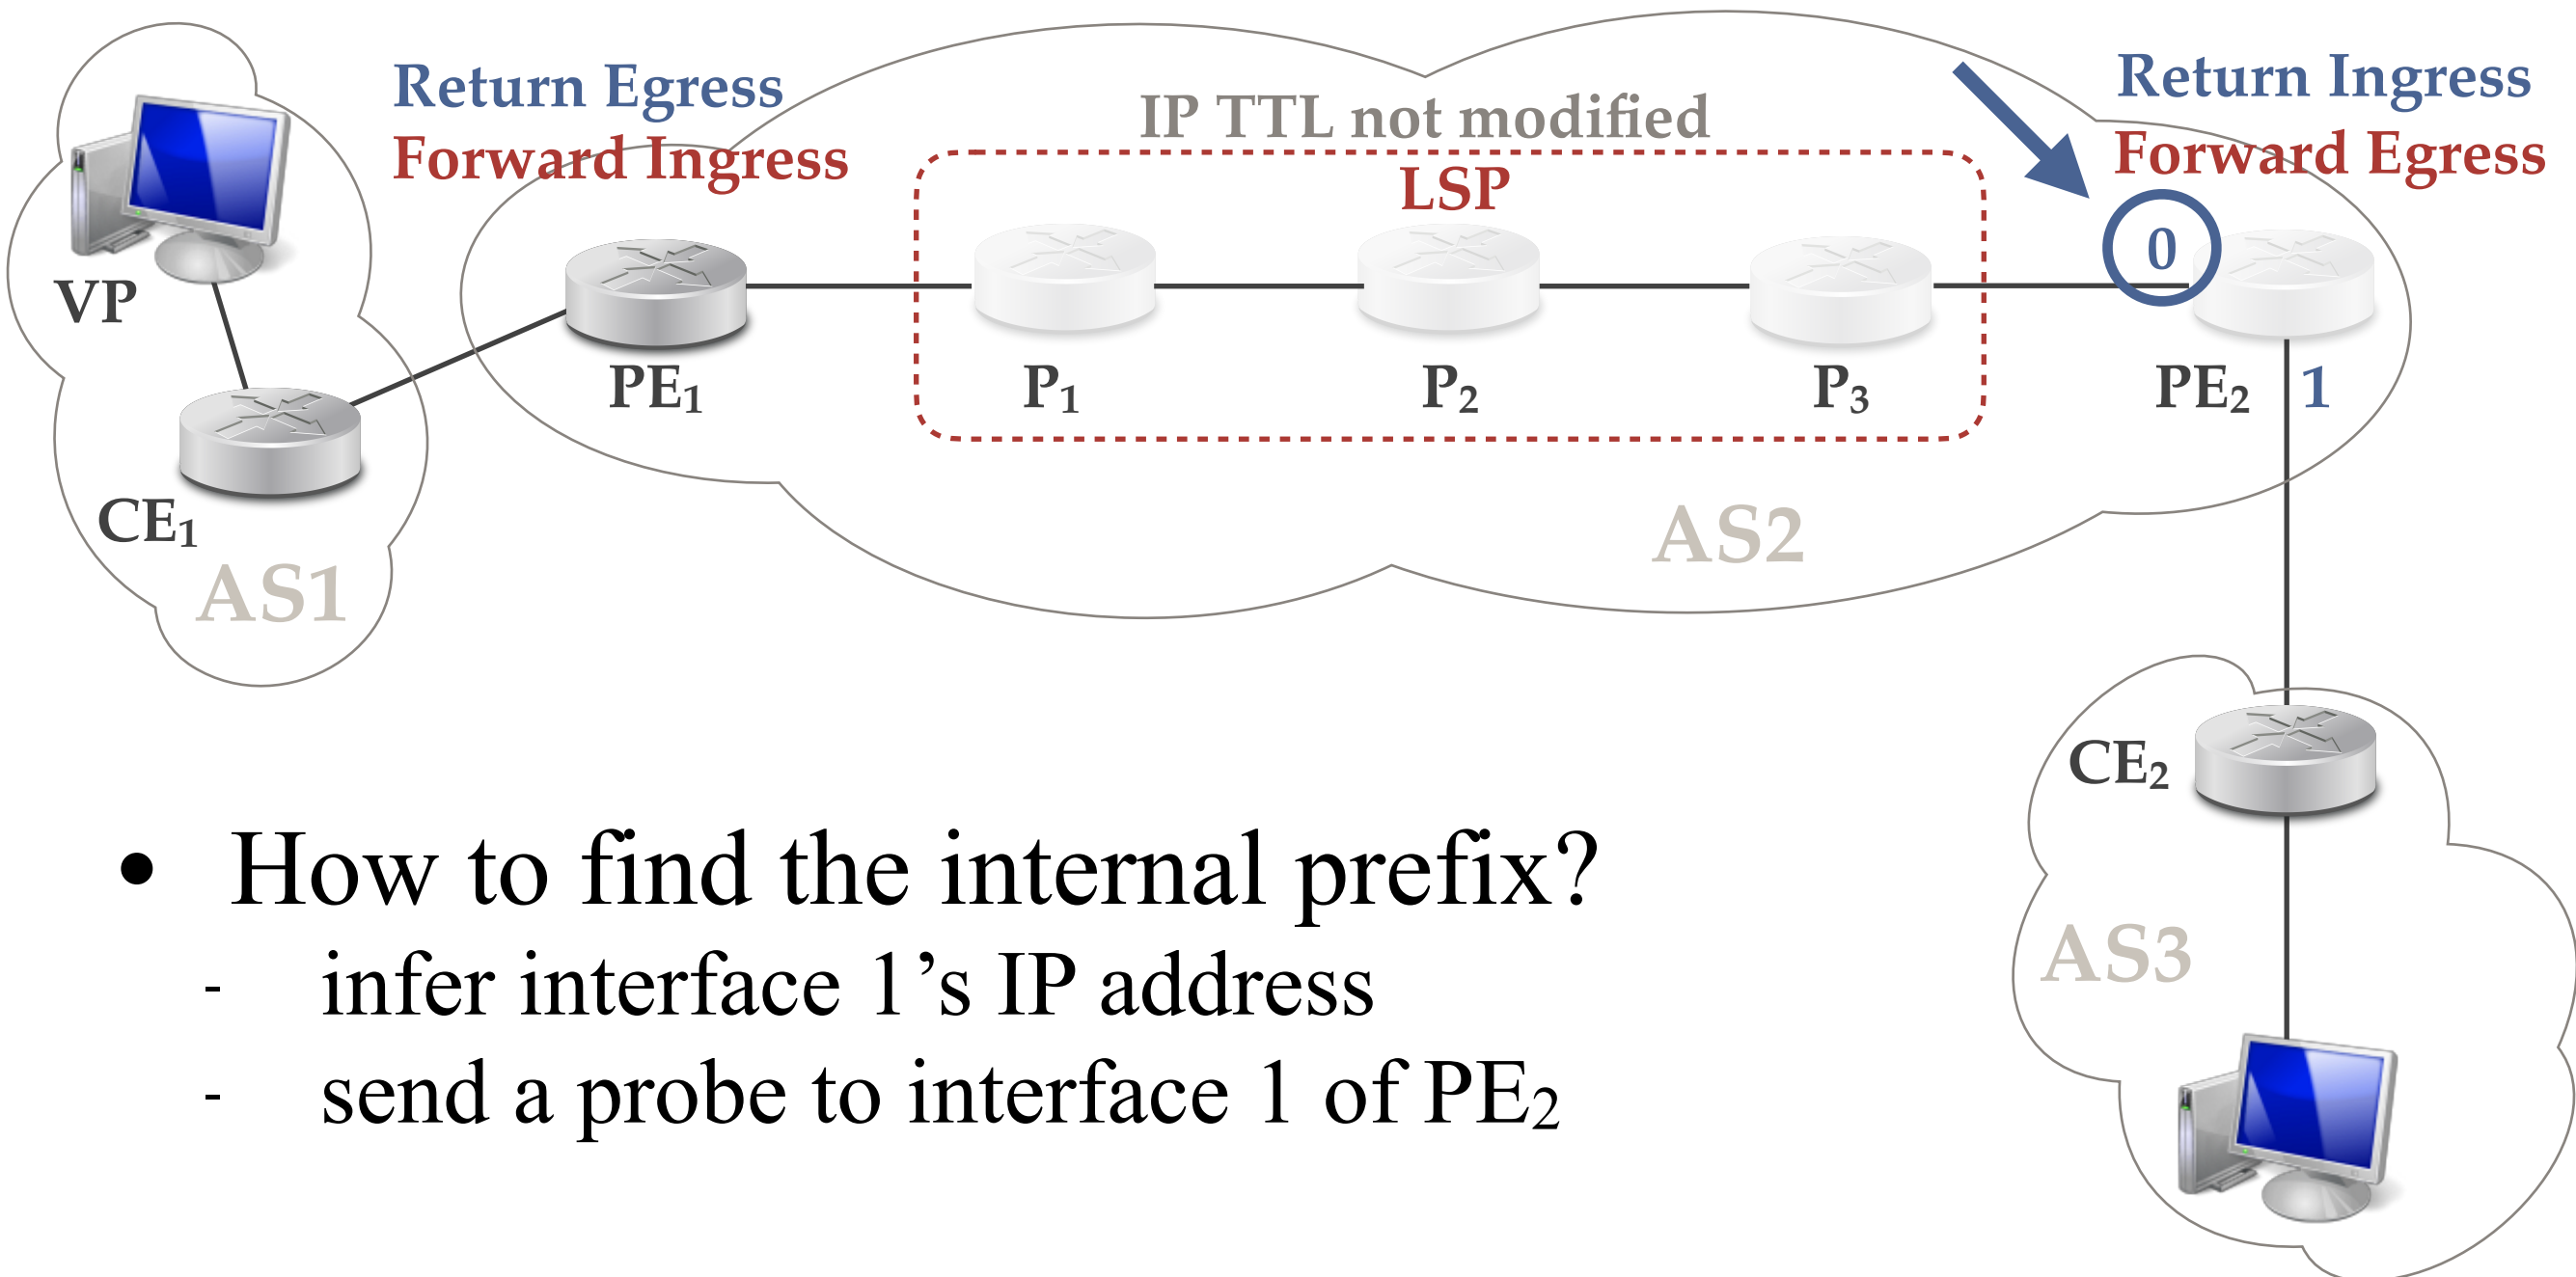 Return Egress
Forward Ingress
IP TTL not modified
LSP
Return Ingress
Forward Egress
0
VP
PE₁
P₁
P₂
P₃
PE₂
1
CE₁
AS1
AS2
CE₂
AS3
• How to find the internal prefix?
- infer interface 1’s IP address
- send a probe to interface 1 of PE₂